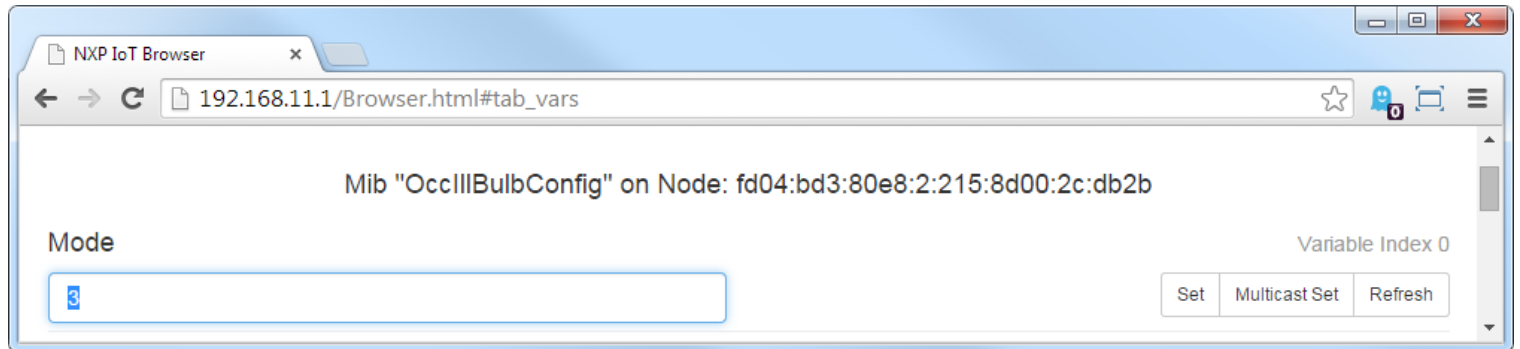 NXP IoT Browser
192.168.11.1/Browser.html#tab_vars
0
Mib "OccIllBulbConfig" on Node: fd04:bd3:80e8:2:215:8d00:2c:db2b
Mode
Variable Index 0
3
Set Multicast Set Refresh